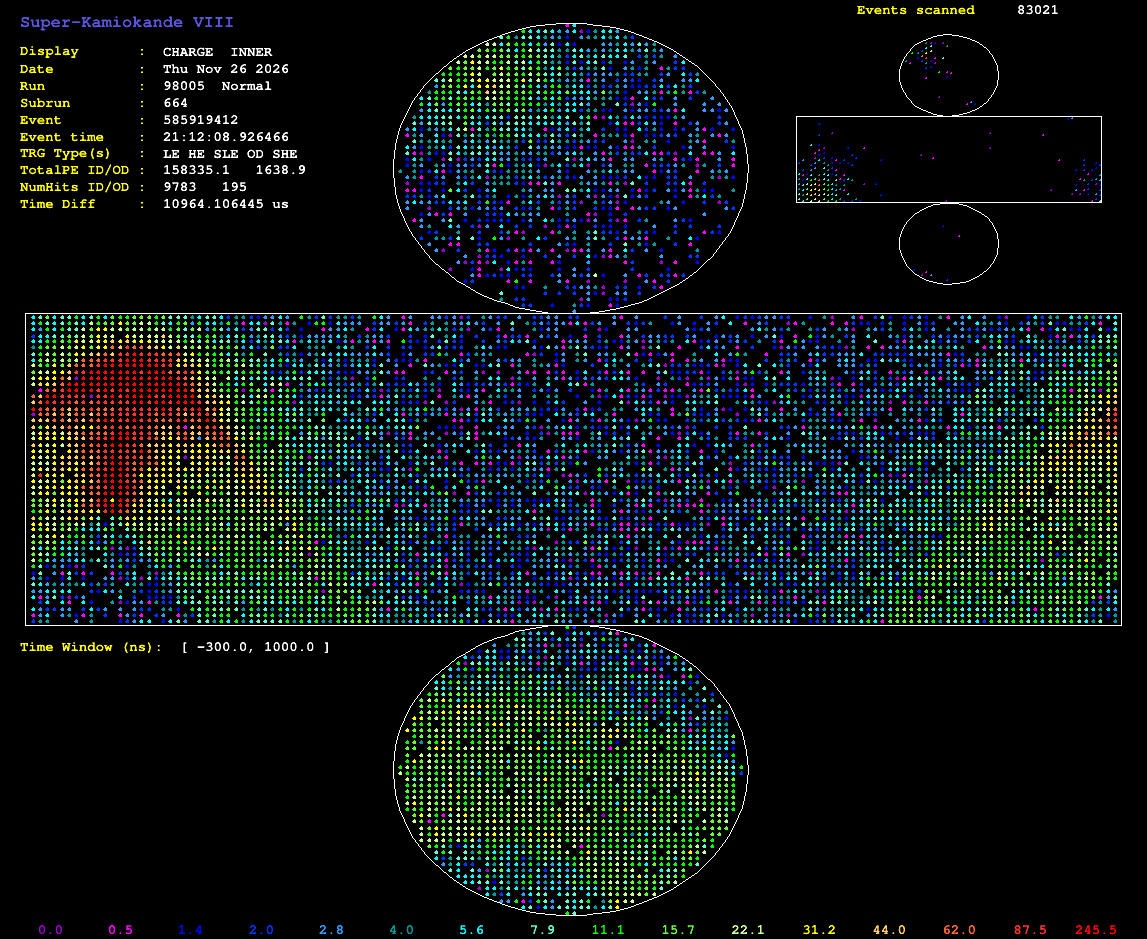 Super-Kamiokande VIII
Events scanned 83021
Display : CHARGE INNER
Date : Thu Nov 26 2026
Run : 98005 Normal
Subrun : 664
Event : 585919412
Event time : 21:12:08.926466
TRG Type(s) : LE HE SLE OD SHE
TotalPE ID/OD : 158335.1 1638.9
NumHits ID/OD : 9783 195
Time Diff : 10964.106445 us
Time Window (ns): [ -300.0, 1000.0 ]
0.0 0.5 1.4 2.0 2.8 4.0 5.6 7.9 11.1 15.7 22.1 31.2 44.0 62.0 87.5 245.5